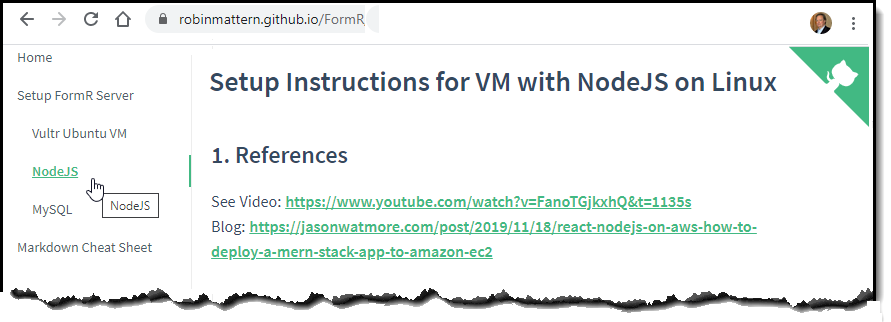 robinmattern.github.io/FormR
Home
Setup FormR Server
Vultr Ubuntu VM
NodeJS
NodeJS
MySQL
Markdown Cheat Sheet
Setup Instructions for VM with NodeJS on Linux
1. References
See Video: https://www.youtube.com/watch?v=FanoTGjkxhQ&t=1135s
Blog: https://jasonwatmore.com/post/2019/11/18/react-nodejs-on-aws-how-to-
deploy-a-mern-stack-app-to-amazon-ec2